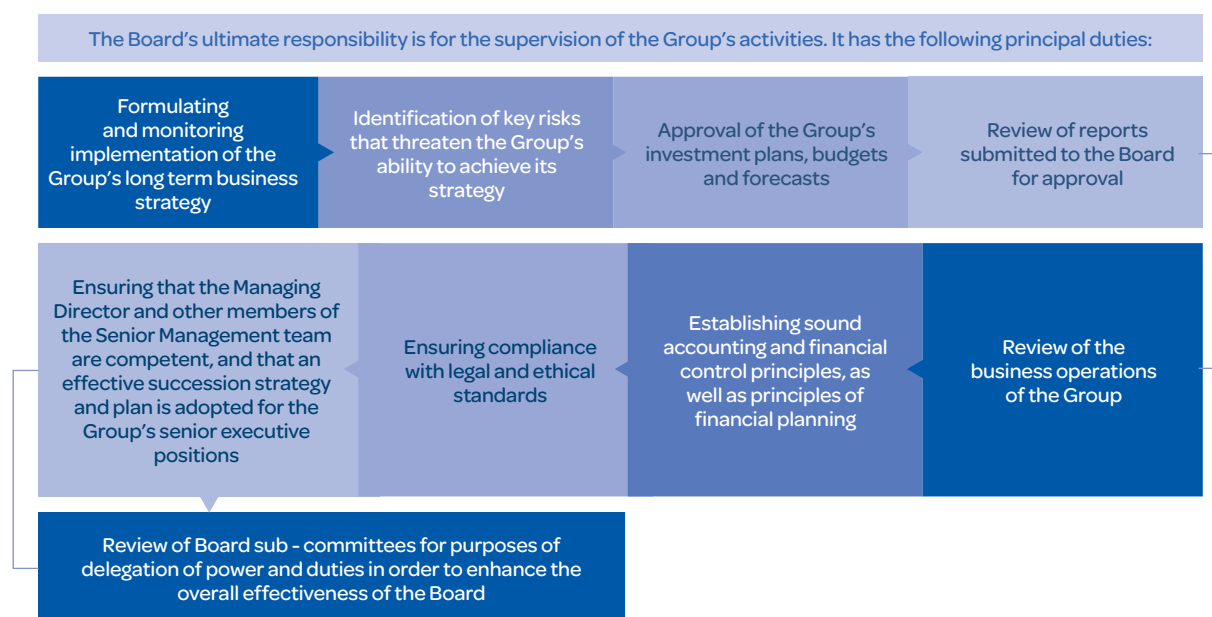 The Board's ultimate responsibility is for the supervision of the Group's activities. It has the following principal duties:
Formulating
and monitoring
implementation of the
Group's long term business
strategy
Identification of key risks
that threaten the Group's
ability to achieve its
strategy
Approval of the Group's
investment plans, budgets
and forecasts
Review of reports
submitted to the Board
for approval
Review of the
business operations
of the Group
Establishing sound
accounting and financial
control principles, as
well as principles of
financial planning
Ensuring compliance
with legal and ethical
standards
Ensuring that the Managing
Director and other members of
the Senior Management team
are competent, and that an
effective succession strategy
and plan is adopted for the
Group's senior executive
positions
Review of Board sub - committees for purposes of
delegation of power and duties in order to enhance the
overall effectiveness of the Board